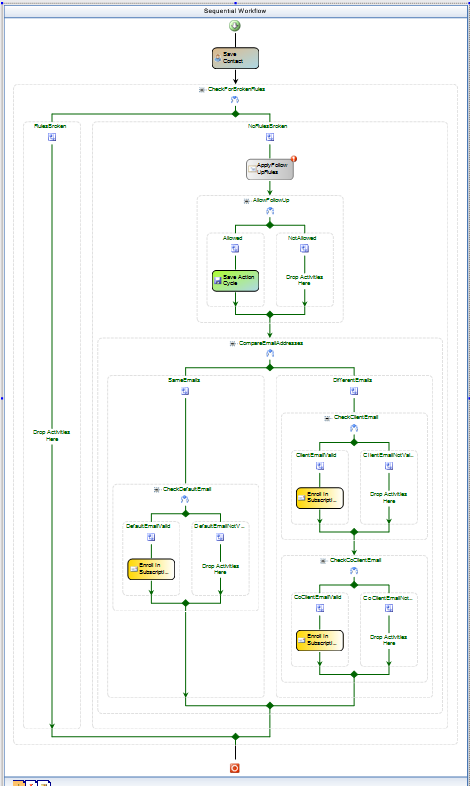 Sequential Workflow
Save
Contact
CheckForBrokenRules
RulesBroken
NoRulesBroken
ApplyFollow
UpRules
AllowFollowUp
Allowed
NotAllowed
Save Action
Cycle
Drop Activities
Here
CompareEmailAddresses
SameEmails
DifferentEmails
CheckClientEmail
Drop Activities
Here
ClientEmailValid
ClientEmailNotVal...
Enroll In
Subscripti...
Drop Activities
Here
CheckDefaultEmail
DefaultEmailValid
DefaultEmailNotV...
Enroll In
Subscripti...
Drop Activities
Here
CheckCoClientEmail
CoClientEmailValid
CoClientEmailNot...
Enroll In
Subscripti...
Drop Activities
Here